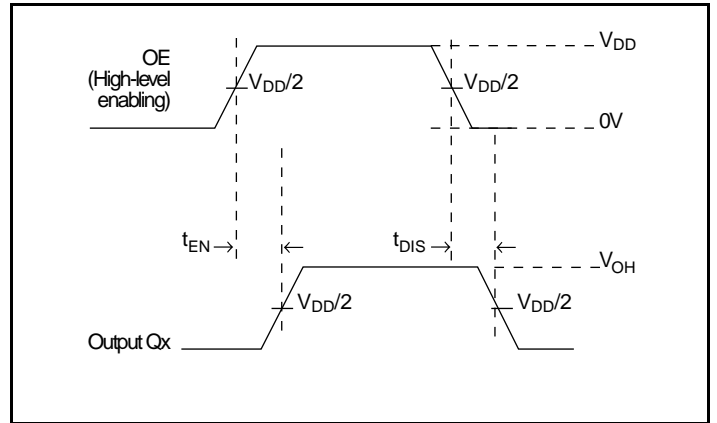 OE
(High-level
enabling)
VDD/2
VDD/2
VDD
0V
tEN
tDIS
VOH
VDD/2
VDD/2
Output Qx